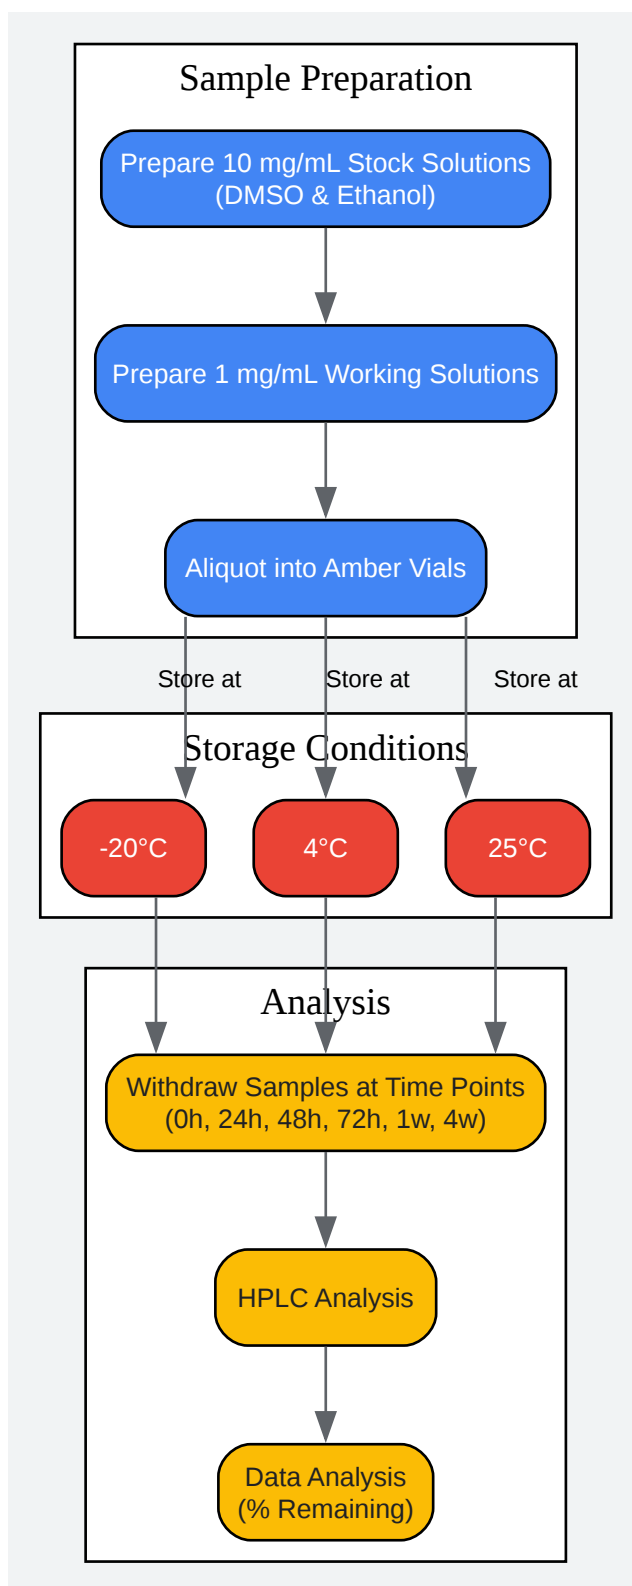 Sample Preparation
Prepare 10 mg/mL Stock Solutions
(DMSO & Ethanol)
Prepare 1 mg/mL Working Solutions
Aliquot into Amber Vials
Store at
Store at
Store at
Storage Conditions
-20°C
4°C
25°C
Analysis
Withdraw Samples at Time Points
(0h, 24h, 48h, 72h, 1w, 4w)
HPLC Analysis
Data Analysis
(% Remaining)